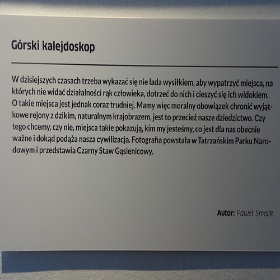 Górski kalejdoskop
W dzisiejszych czasach trzeba wykazać się nie lada wysiłkiem, aby wypatrzyć miejsca, na
których nie widać działalności rąk człowieka, dotrzeć do nich i cieszyć się ich widokiem.
O takie miejsca jest jednak coraz trudniej. Mamy więc moralny obowiązek chronić wyjąt-
kowe rejony z dzikim, naturalnym krajobrazem, jest to przecież nasze dziedzictwo. Czy
tego chcemy, czy nie, miejsca takie pokazują, kim my jesteśmy, co jest dla nas obecnie
ważne i dokąd podąża nasza cywilizacja. Fotografia powstała w Tatrzańskim Parku Naro-
dowym i przedstawia Czarny Staw Gąsienicowy.
Autor: Paweł